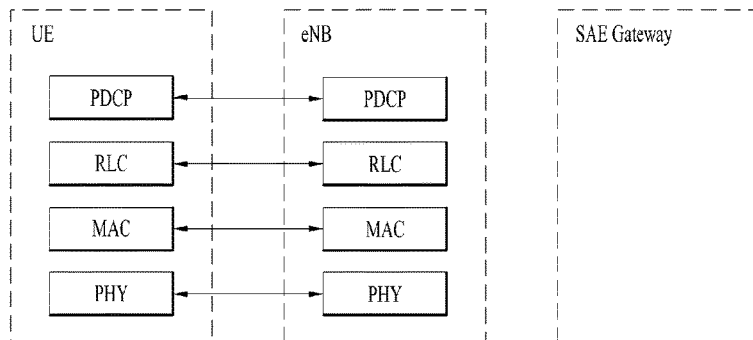 UE
eNB
SAE Gateway
PDCP
PDCP
RLC
RLC
MAC
MAC
PHY
PHY